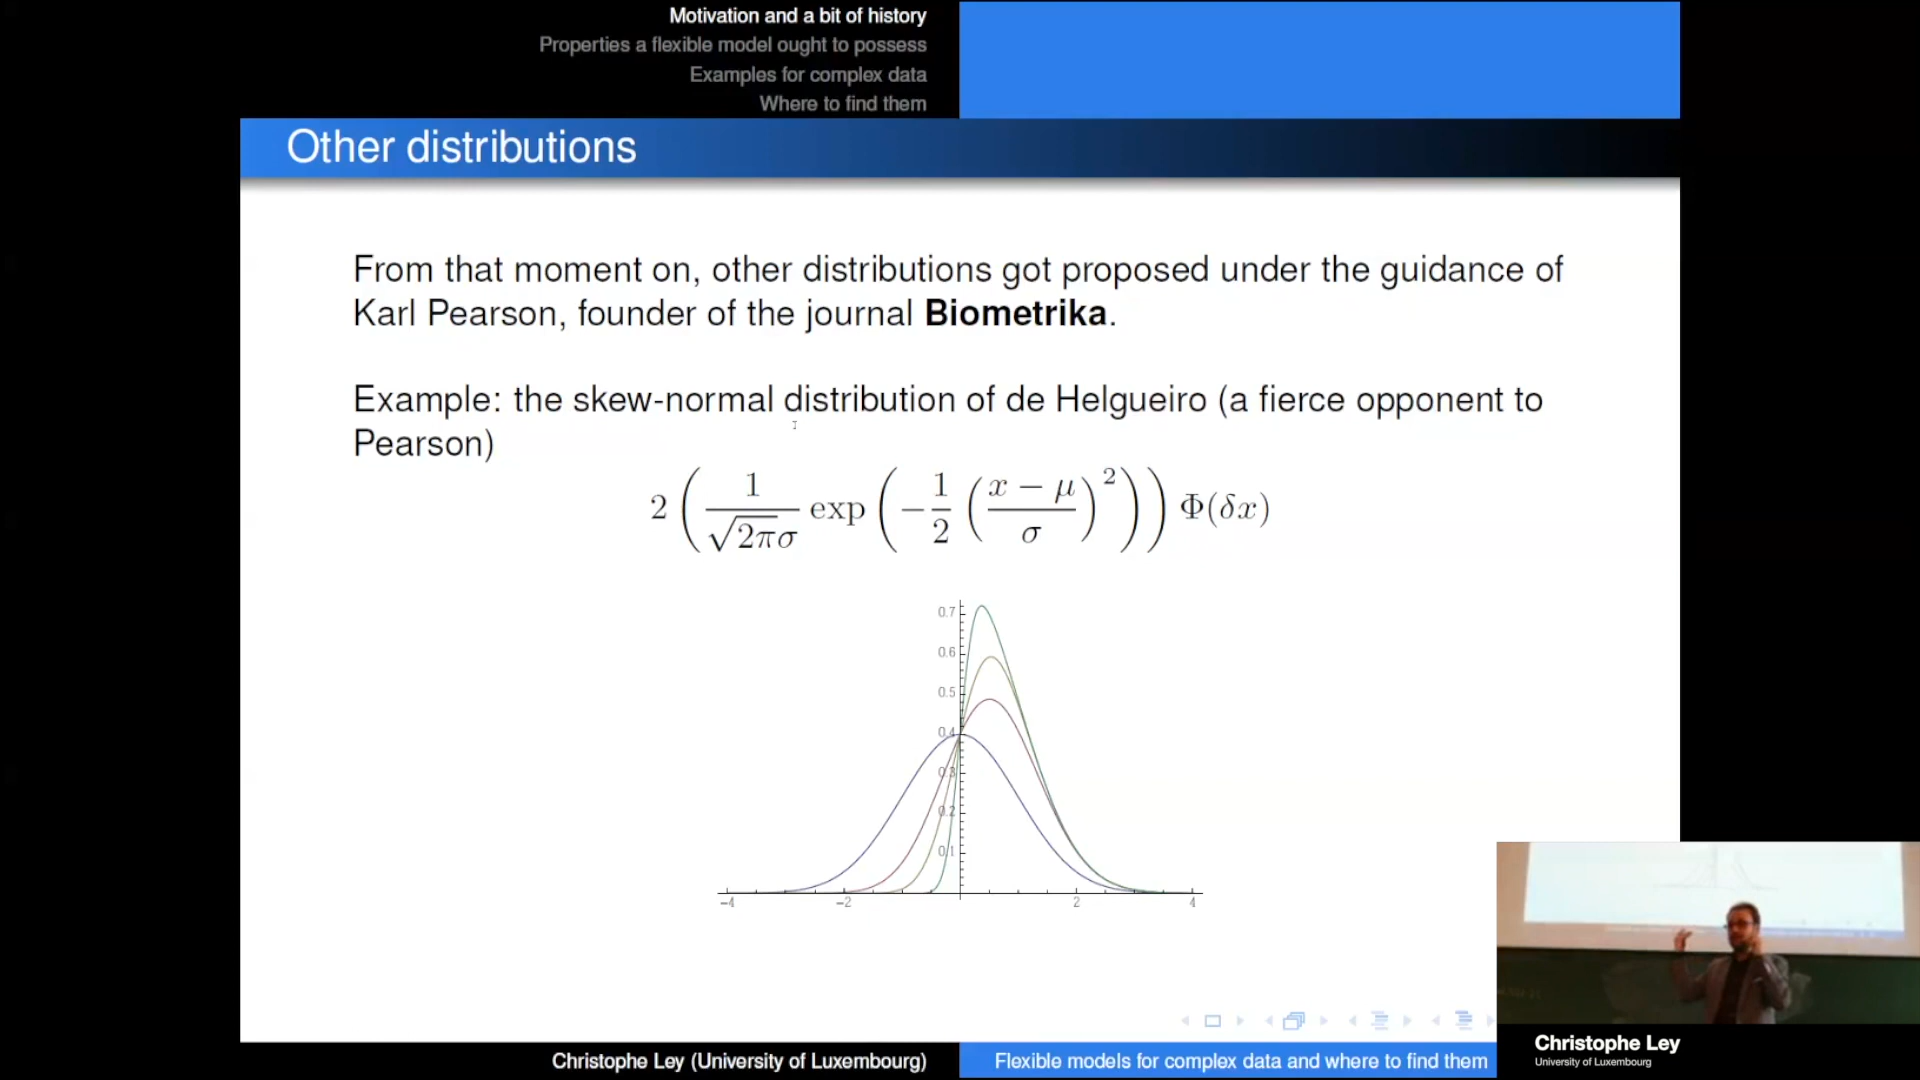 Motivation and a bit of history
Properties a flexible model ought to possess
Examples for complex data
Where to find them
Other distributions
From that moment on, other distributions got proposed under the guidance of
Karl Pearson, founder of the journal Biometrika.
Example: the skew-normal distribution of de Helgueiro (a fierce opponent to
Pearson)
2 ( 1/(√2π σ) exp ( −1/2 ( (x − μ)/σ )² ) ) Φ(δx)
0.7
0.6
0.5
0.4
0.3
0.2
0.1
−4 −2 2 4
Christophe Ley (University of Luxembourg)
Flexible models for complex data and where to find them
Christophe Ley
University of Luxembourg